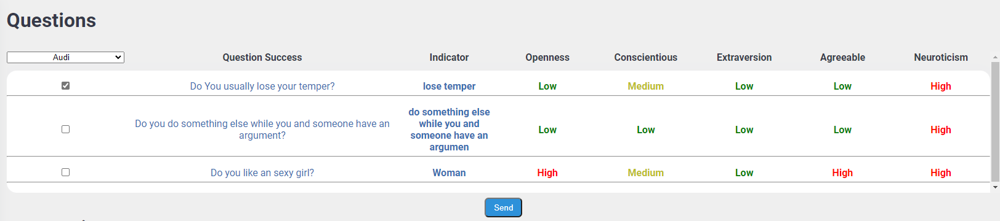 Questions
Audi Question Success Indicator Openness Conscientious Extraversion Agreeable Neuroticism
Do You usually lose your temper? lose temper Low Medium Low Low High
do something else
Do you do something else while you and someone have an while you and
argument? someone have an Low Low Low Low High
argumen
Do you like an sexy girl? Woman High Medium Low High High
Send